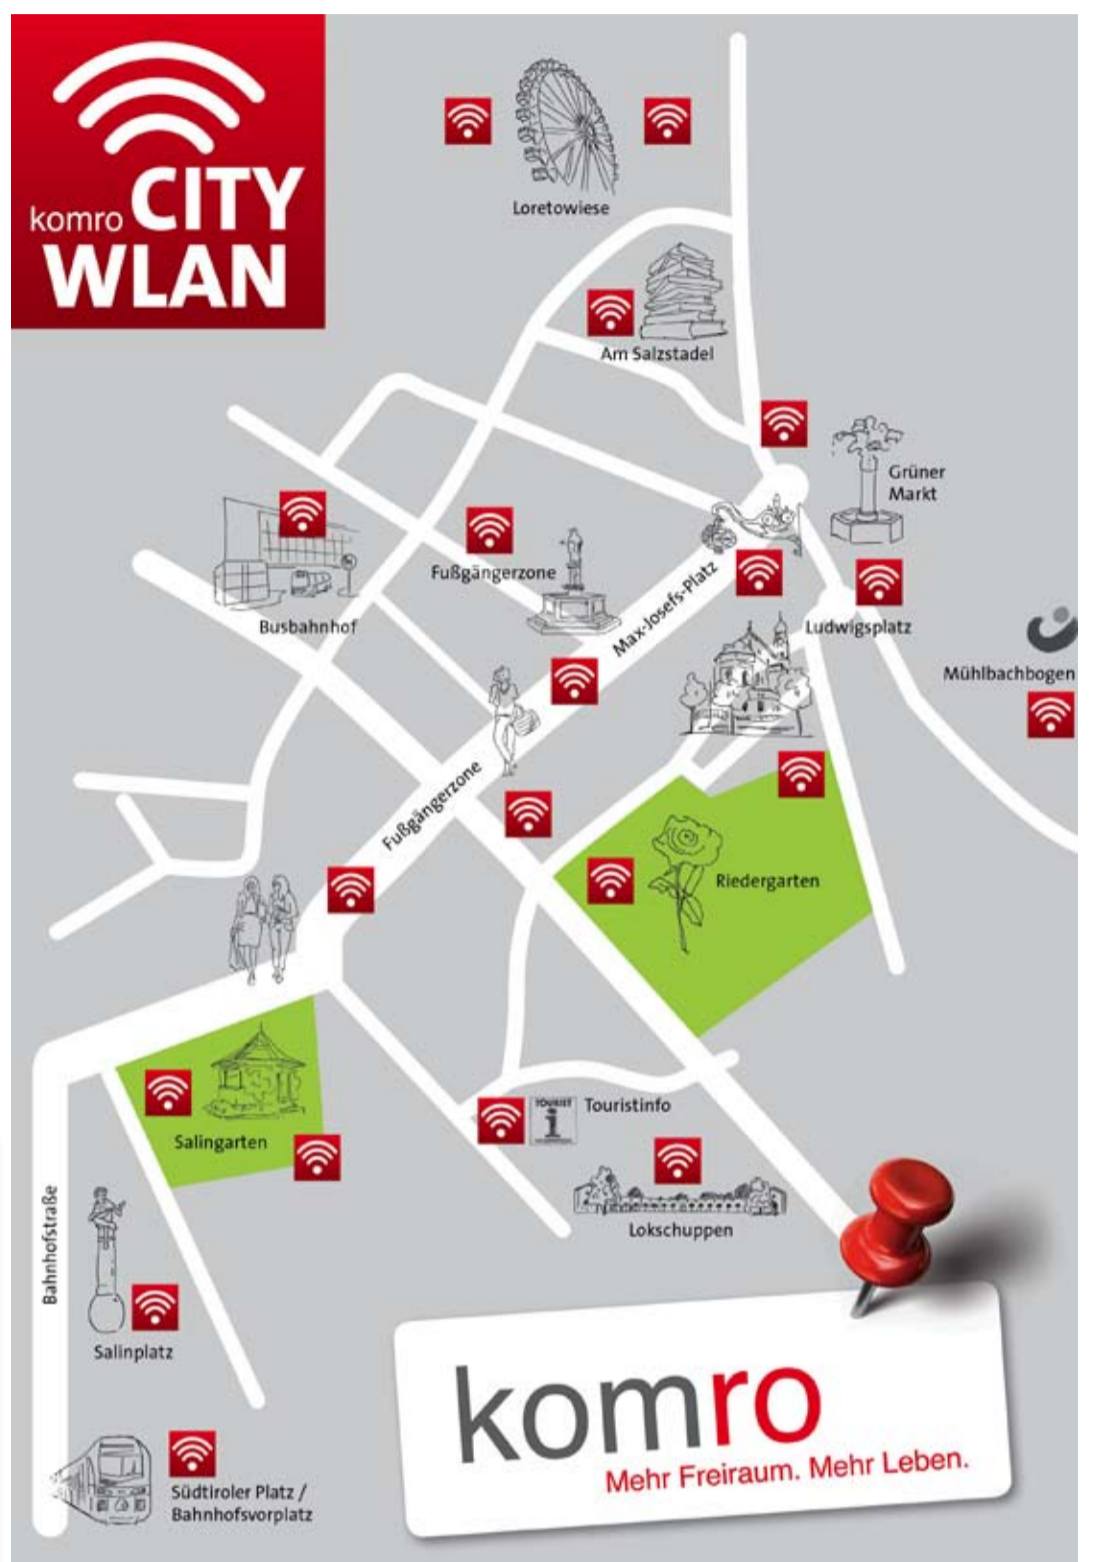 komro CITY
WLAN
Loretowiese
Am Salzstadel
Grüner
Markt
Fußgängerzone
Busbahnhof
Max-Josefs-Platz
Ludwigsplatz
Mühlbachbogen
Fußgängerzone
Riedergarten
TOURIST
i
Touristinfo
Salingarten
Lokschuppen
Bahnhofstraße
Salinplatz
Südtiroler Platz /
Bahnhofsvorplatz
komro
Mehr Freiraum. Mehr Leben.